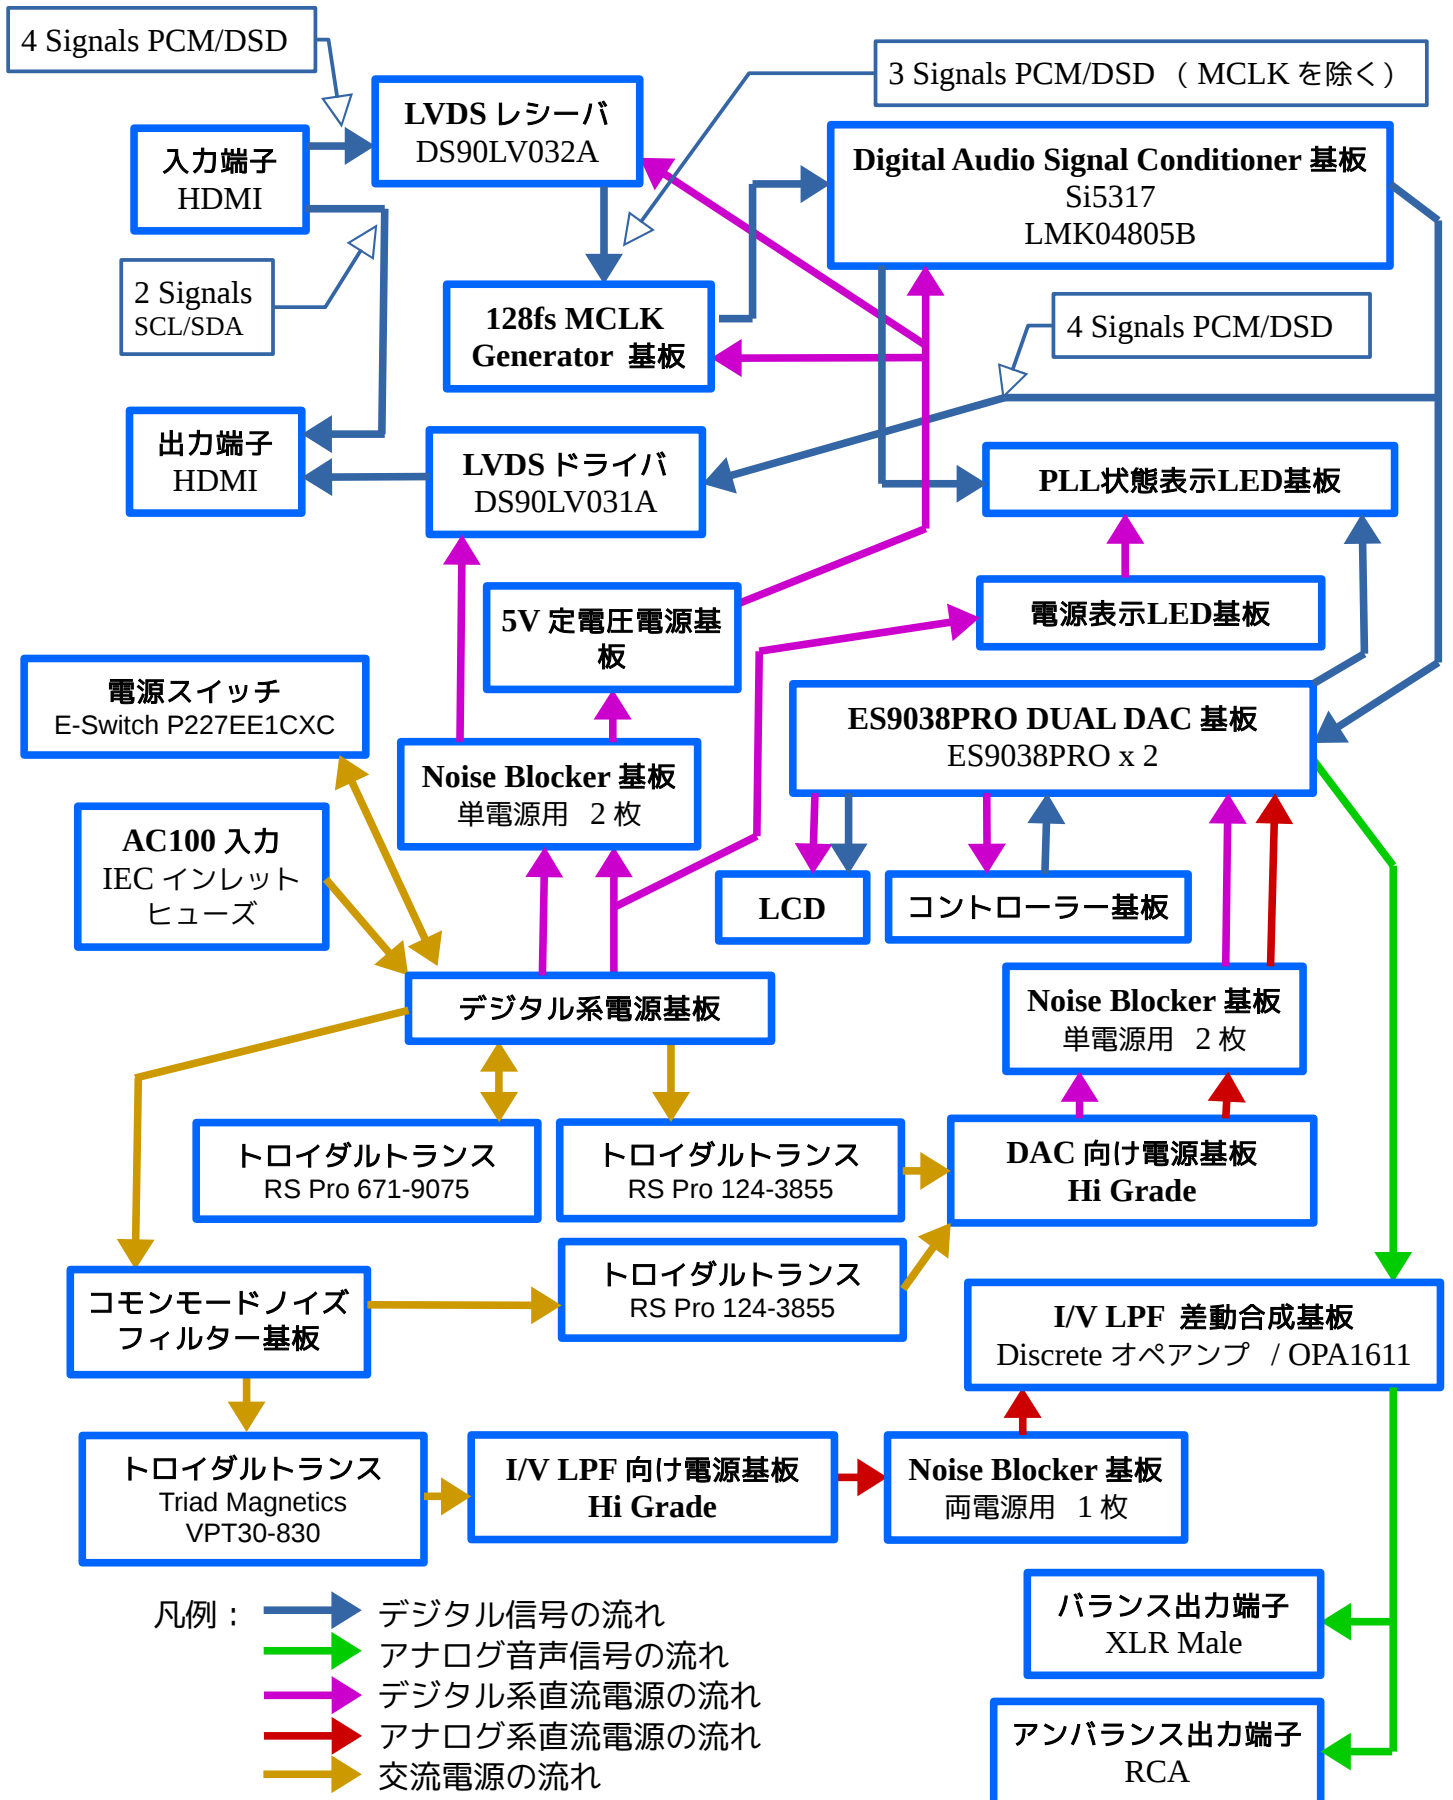 4 Signals PCM/DSD
3 Signals PCM/DSD （ MCLK を除く）
LVDS レシーバ
DS90LV032A
入力端子
HDMI
Digital Audio Signal Conditioner 基板
Si5317
LMK04805B
2 Signals
SCL/SDA
128fs MCLK
Generator 基板
4 Signals PCM/DSD
出力端子
HDMI
LVDS ドライバ
DS90LV031A
PLL状態表示LED基板
5V 定電圧電源基
板
電源表示LED基板
電源スイッチ
E-Switch P227EE1CXC
ES9038PRO DUAL DAC 基板
ES9038PRO x 2
Noise Blocker 基板
単電源用 2 枚
AC100 入力
IEC インレット
ヒューズ
LCD
コントローラー基板
デジタル系電源基板
Noise Blocker 基板
単電源用 2 枚
トロイダルトランス
RS Pro 671-9075
トロイダルトランス
RS Pro 124-3855
DAC 向け電源基板
Hi Grade
トロイダルトランス
RS Pro 124-3855
コモンモードノイズ
フィルター基板
I/V LPF 差動合成基板
Discrete オペアンプ / OPA1611
トロイダルトランス
Triad Magnetics
VPT30-830
I/V LPF 向け電源基板
Hi Grade
Noise Blocker 基板
両電源用 1 枚
バランス出力端子
XLR Male
アンバランス出力端子
RCA
凡例：
デジタル信号の流れ
アナログ音声信号の流れ
デジタル系直流電源の流れ
アナログ系直流電源の流れ
交流電源の流れ